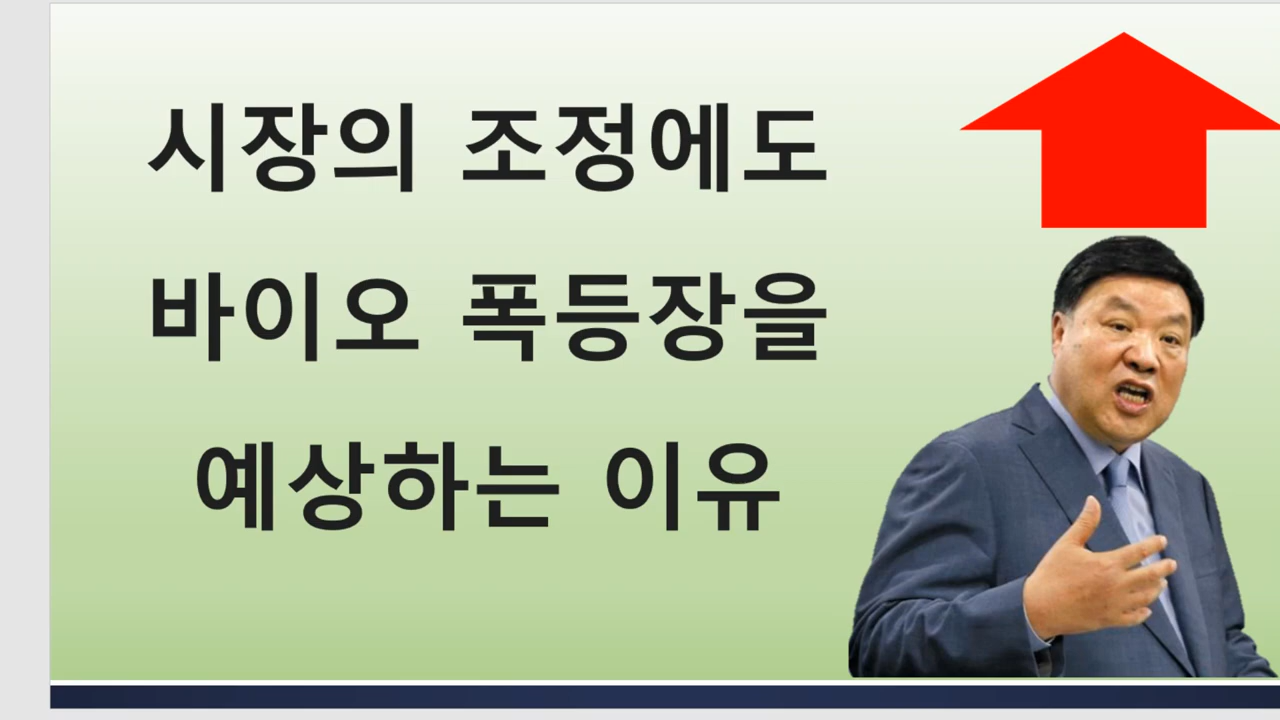 시장의 조정에도
바이오 폭등장을
예상하는 이유